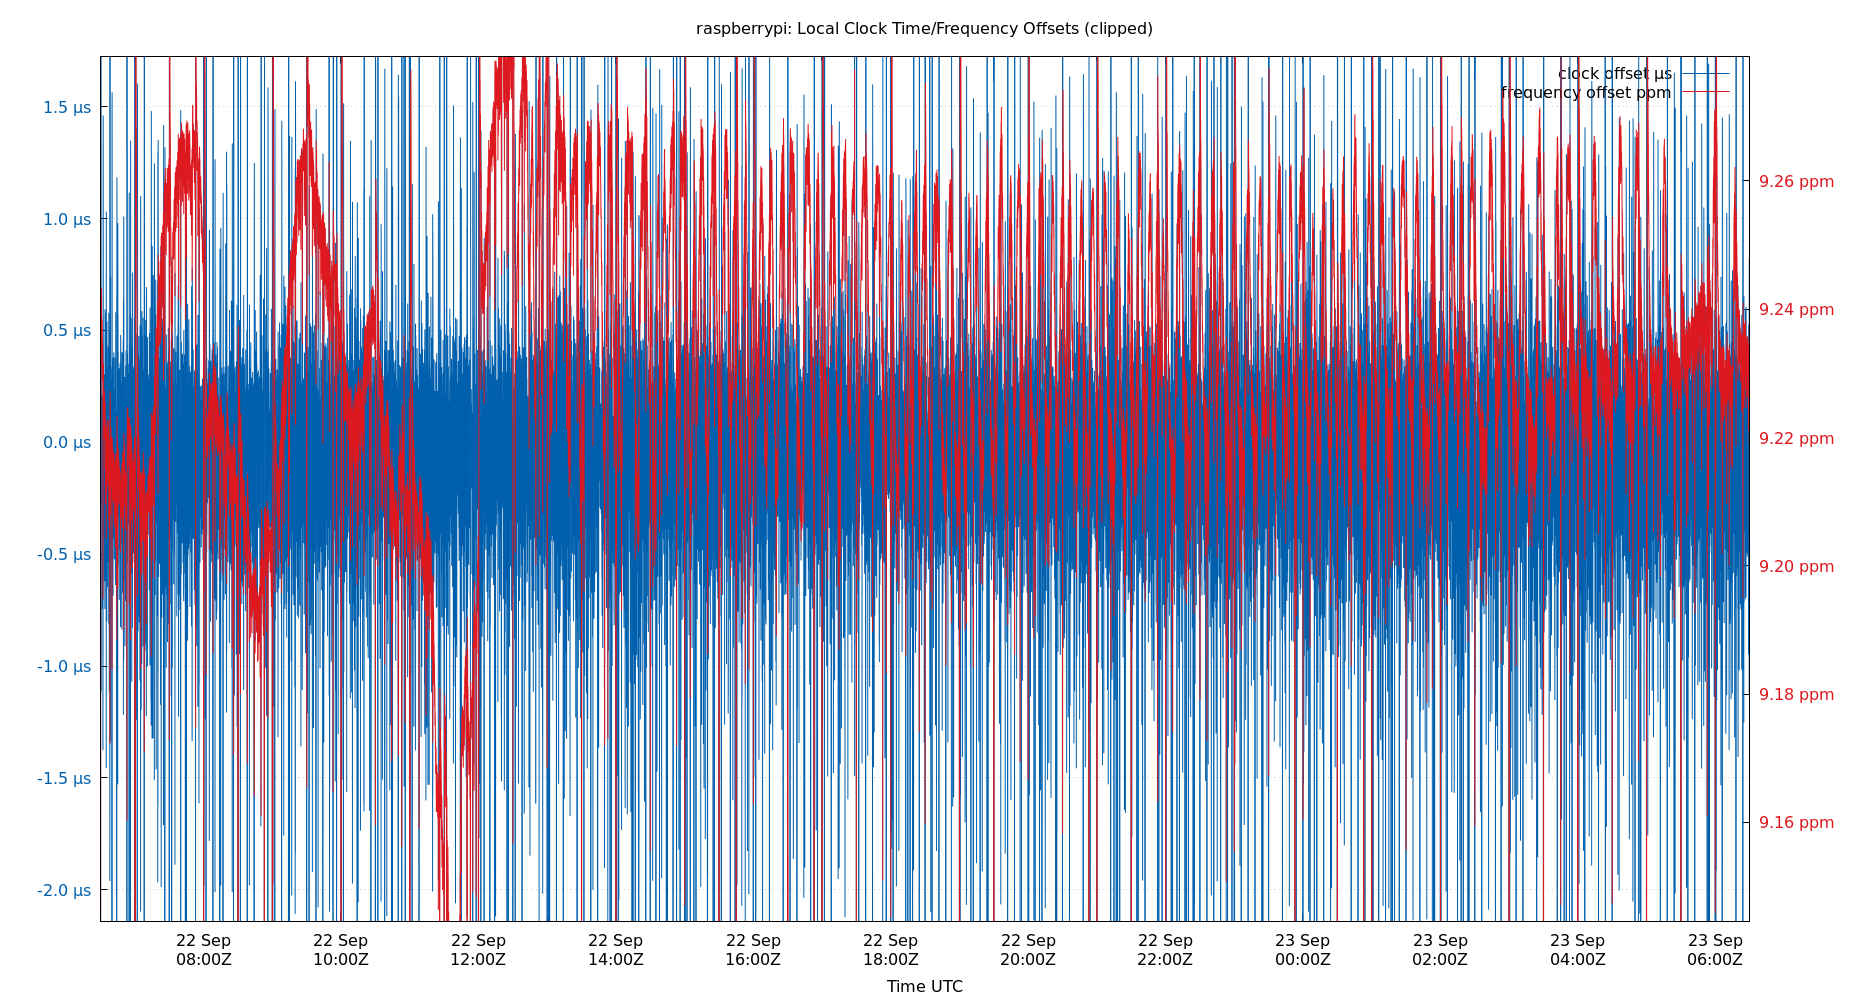 raspberrypi: Local Clock Time/Frequency Offsets (clipped)
clock offset µs
frequency offset ppm
1.5 µs
1.0 µs
0.5 µs
0.0 µs
-0.5 µs
-1.0 µs
-1.5 µs
-2.0 µs
9.26 ppm
9.24 ppm
9.22 ppm
9.20 ppm
9.18 ppm
9.16 ppm
22 Sep 22 Sep 22 Sep 22 Sep 22 Sep 22 Sep 22 Sep 22 Sep 23 Sep 23 Sep 23 Sep 23 Sep
08:00Z 10:00Z 12:00Z 14:00Z 16:00Z 18:00Z 20:00Z 22:00Z 00:00Z 02:00Z 04:00Z 06:00Z
Time UTC